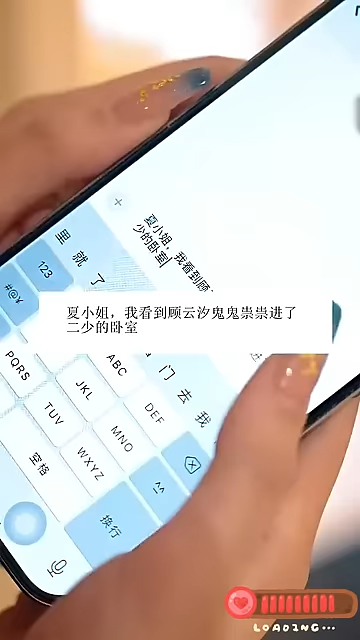 夏小姐，我看到顾
少的卧室
里 就 了
123
#@¥
夏小姐，我看到顾云汐鬼鬼祟祟进了
二少的卧室
门 去 我
ABC
DEF
PQRS
JKL
MNO
TUV
WXYZ
空格
^^
换行
LOADING...